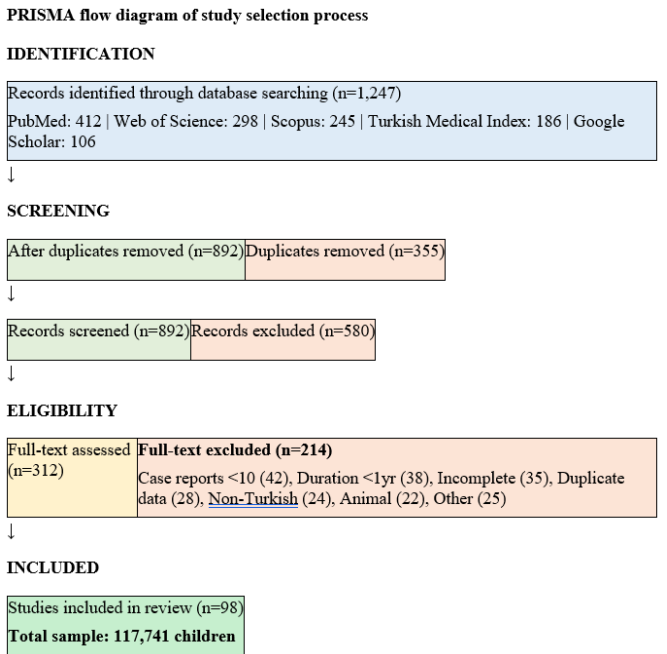 PRISMA flow diagram of study selection process
IDENTIFICATION
Records identified through database searching (n=1,247)
PubMed: 412 | Web of Science: 298 | Scopus: 245 | Turkish Medical Index: 186 | Google
Scholar: 106
↓
SCREENING
After duplicates removed (n=892) Duplicates removed (n=355)
↓
Records screened (n=892) Records excluded (n=580)
↓
ELIGIBILITY
Full-text assessed
(n=312)
Full-text excluded (n=214)
Case reports <10 (42), Duration <1yr (38), Incomplete (35), Duplicate
data (28), Non-Turkish (24), Animal (22), Other (25)
↓
INCLUDED
Studies included in review (n=98)
Total sample: 117,741 children